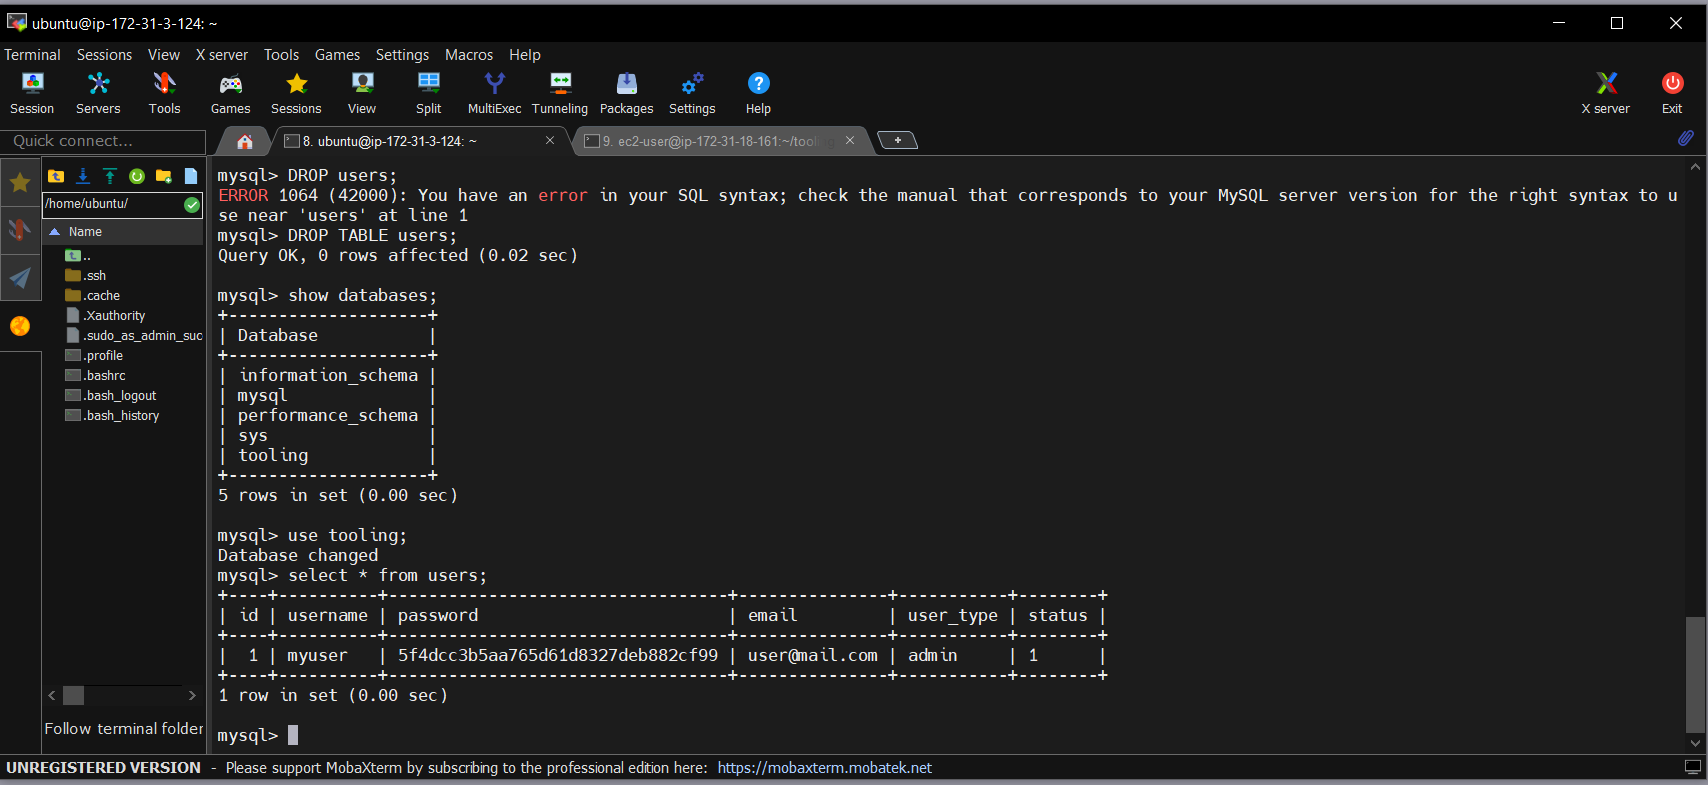 ubuntu@ip-172-31-3-124: ~
Terminal Sessions View X server Tools Games Settings Macros Help
Session Servers Tools Games Sessions View Split MultiExec Tunneling Packages Settings Help X server Exit
Quick connect...
8. ubuntu@ip-172-31-3-124: ~
9. ec2-user@ip-172-31-18-161:~/tooling
/home/ubuntu/
Name
..
.ssh
.cache
.Xauthority
.sudo_as_admin_suc
.profile
.bashrc
.bash_logout
.bash_history
Follow terminal folder
mysql> DROP users;
ERROR 1064 (42000): You have an error in your SQL syntax; check the manual that corresponds to your MySQL server version for the right syntax to u
se near 'users' at line 1
mysql> DROP TABLE users;
Query OK, 0 rows affected (0.02 sec)
mysql> show databases;
+--------------------+
| Database           |
+--------------------+
| information_schema |
| mysql              |
| performance_schema |
| sys                |
| tooling            |
+--------------------+
5 rows in set (0.00 sec)
mysql> use tooling;
Database changed
mysql> select * from users;
+----+----------+----------------------------------+---------------+-----------+--------+
| id | username | password                         | email         | user_type | status |
+----+----------+----------------------------------+---------------+-----------+--------+
|  1 | myuser   | 5f4dcc3b5aa765d61d8327deb882cf99 | user@mail.com | admin     | 1      |
+----+----------+----------------------------------+---------------+-----------+--------+
1 row in set (0.00 sec)
mysql>
UNREGISTERED VERSION - Please support MobaXterm by subscribing to the professional edition here: https://mobaxterm.mobatek.net